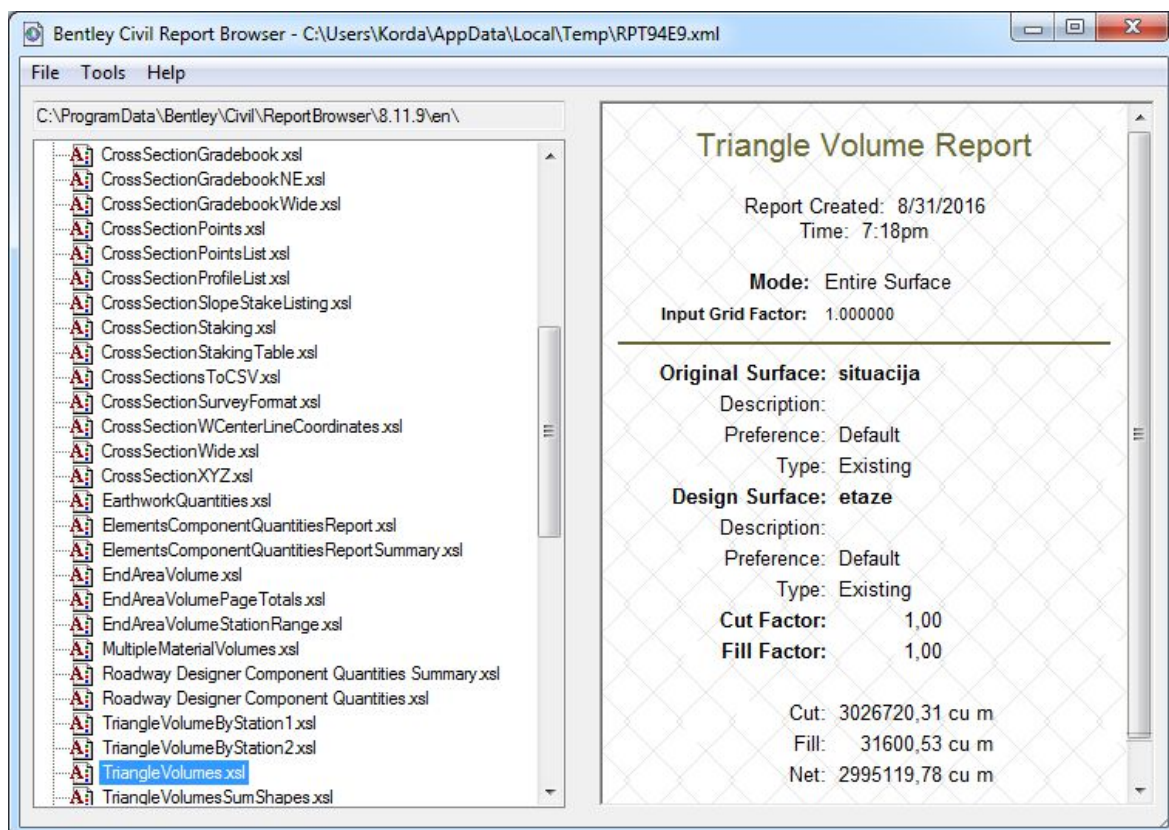 Bentley Civil Report Browser - C:\Users\Korda\AppData\Local\Temp\RPT94E9.xml
File Tools Help
C:\ProgramData\Bentley\Civil\ReportBrowser\8.11.9\en\
CrossSectionGradebook.xsl
CrossSectionGradebookNE.xsl
CrossSectionGradebookWide.xsl
CrossSectionPoints.xsl
CrossSectionPointsList.xsl
CrossSectionProfileList.xsl
CrossSectionSlopeStakeListing.xsl
CrossSectionStaking.xsl
CrossSectionStakingTable.xsl
CrossSectionsToCSV.xsl
CrossSectionSurveyFormat.xsl
CrossSectionWCenterLineCoordinates.xsl
CrossSectionWide.xsl
CrossSectionXYZ.xsl
EarthworkQuantities.xsl
ElementsComponentQuantitiesReport.xsl
ElementsComponentQuantitiesReportSummary.xsl
EndAreaVolume.xsl
EndAreaVolumePageTotals.xsl
EndAreaVolumeStationRange.xsl
MultipleMaterialVolumes.xsl
Roadway Designer Component Quantities Summary.xsl
Roadway Designer Component Quantities.xsl
TriangleVolumeByStation1.xsl
TriangleVolumeByStation2.xsl
TriangleVolumes.xsl
TriangleVolumesSumShapes.xsl
Triangle Volume Report
Report Created: 8/31/2016
Time: 7:18pm
Mode: Entire Surface
Input Grid Factor: 1.000000
Original Surface: situacija
Description:
Preference: Default
Type: Existing
Design Surface: etaze
Description:
Preference: Default
Type: Existing
Cut Factor: 1,00
Fill Factor: 1,00
Cut: 3026720,31 cu m
Fill: 31600,53 cu m
Net: 2995119,78 cu m